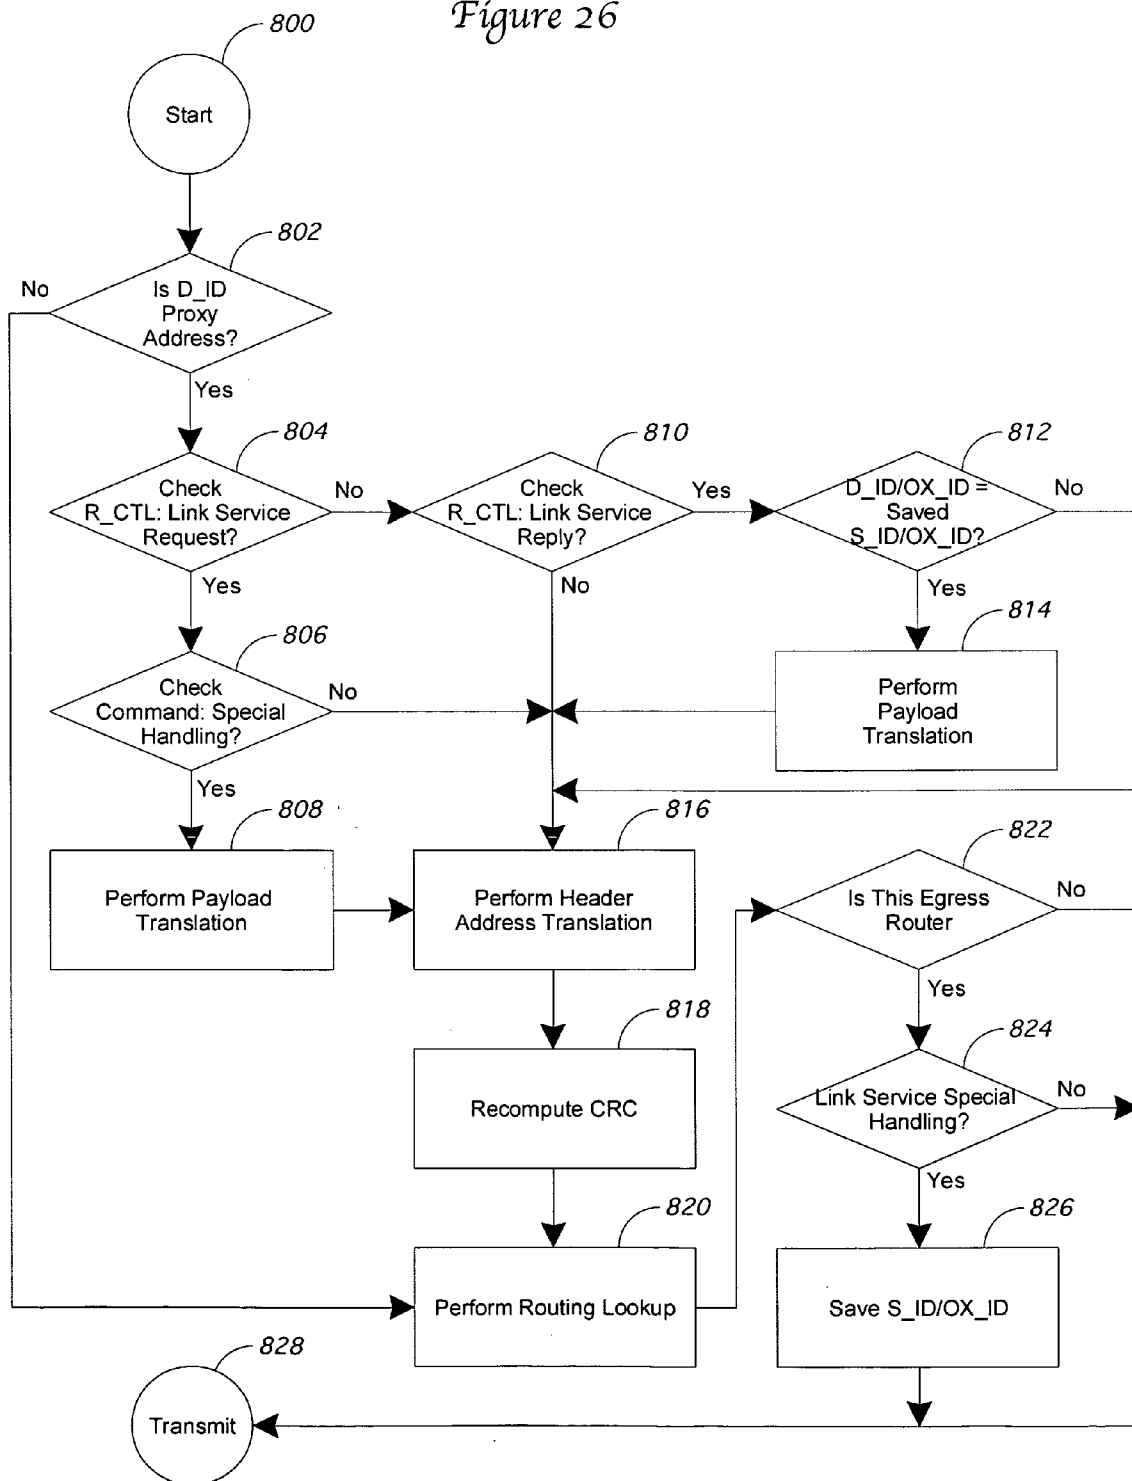 Figure 26
800
Start
802
No
Is D_ID
Proxy
Address?
Yes
804
810
812
Check
R_CTL: Link Service
Request?
No
Check
R_CTL: Link Service
Reply?
Yes
D_ID/OX_ID =
Saved
S_ID/OX_ID?
No
Yes
No
Yes
806
814
Check
Command: Special
Handling?
No
Perform
Payload
Translation
Yes
808
816
822
Perform Payload
Translation
Perform Header
Address Translation
Is This Egress
Router
No
Yes
818
824
Recompute CRC
Link Service Special
Handling?
No
Yes
820
826
Perform Routing Lookup
Save S_ID/OX_ID
828
Transmit